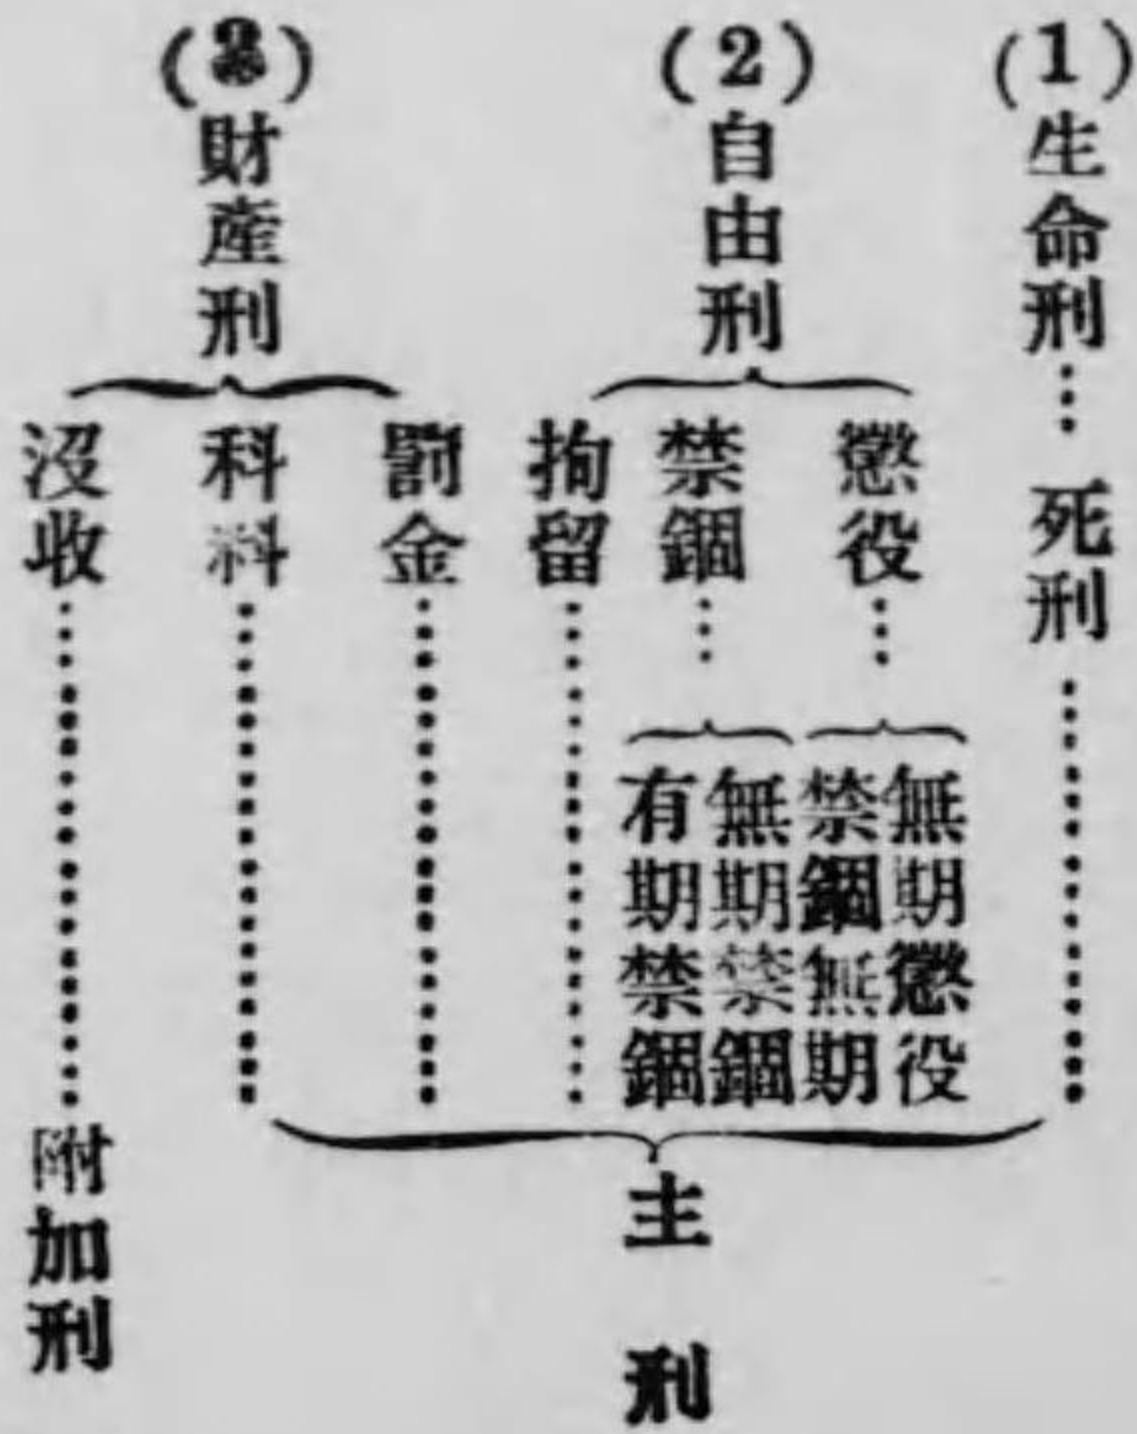 (1)生命刑… 死刑…
(2)自由刑
懲役…
無期懲役
禁錮無期
禁錮…
無期禁錮
有期禁錮
拘留…
(3)財産刑
罰金…
科料…
沒收…
主刑
附加刑